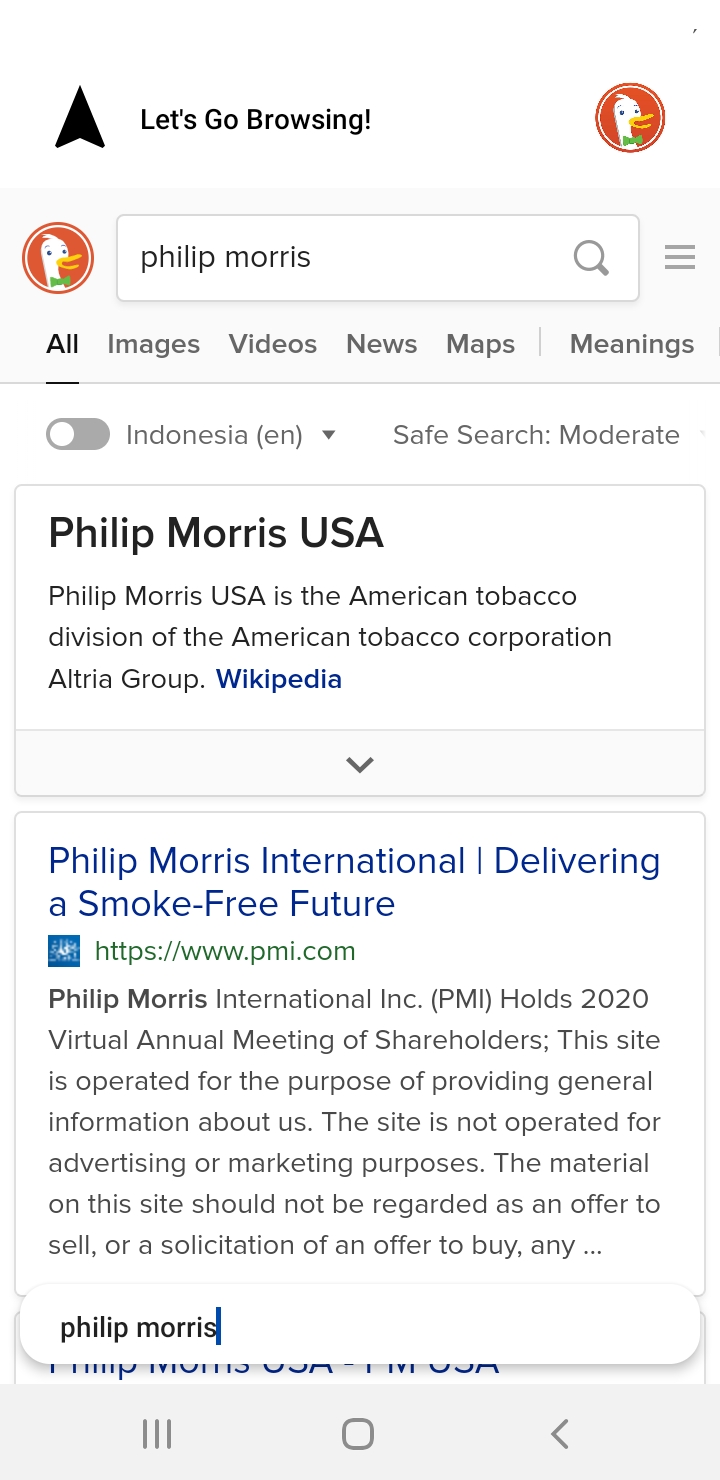 Let's Go Browsing!
philip morris
All Images Videos News Maps Meanings
Indonesia (en) Safe Search: Moderate
Philip Morris USA
Philip Morris USA is the American tobacco
division of the American tobacco corporation
Altria Group. Wikipedia
Philip Morris International | Delivering
a Smoke-Free Future
https://www.pmi.com
Philip Morris International Inc. (PMI) Holds 2020
Virtual Annual Meeting of Shareholders; This site
is operated for the purpose of providing general
information about us. The site is not operated for
advertising or marketing purposes. The material
on this site should not be regarded as an offer to
sell, or a solicitation of an offer to buy, any ...
philip morris
Philip Morris USA - PM USA